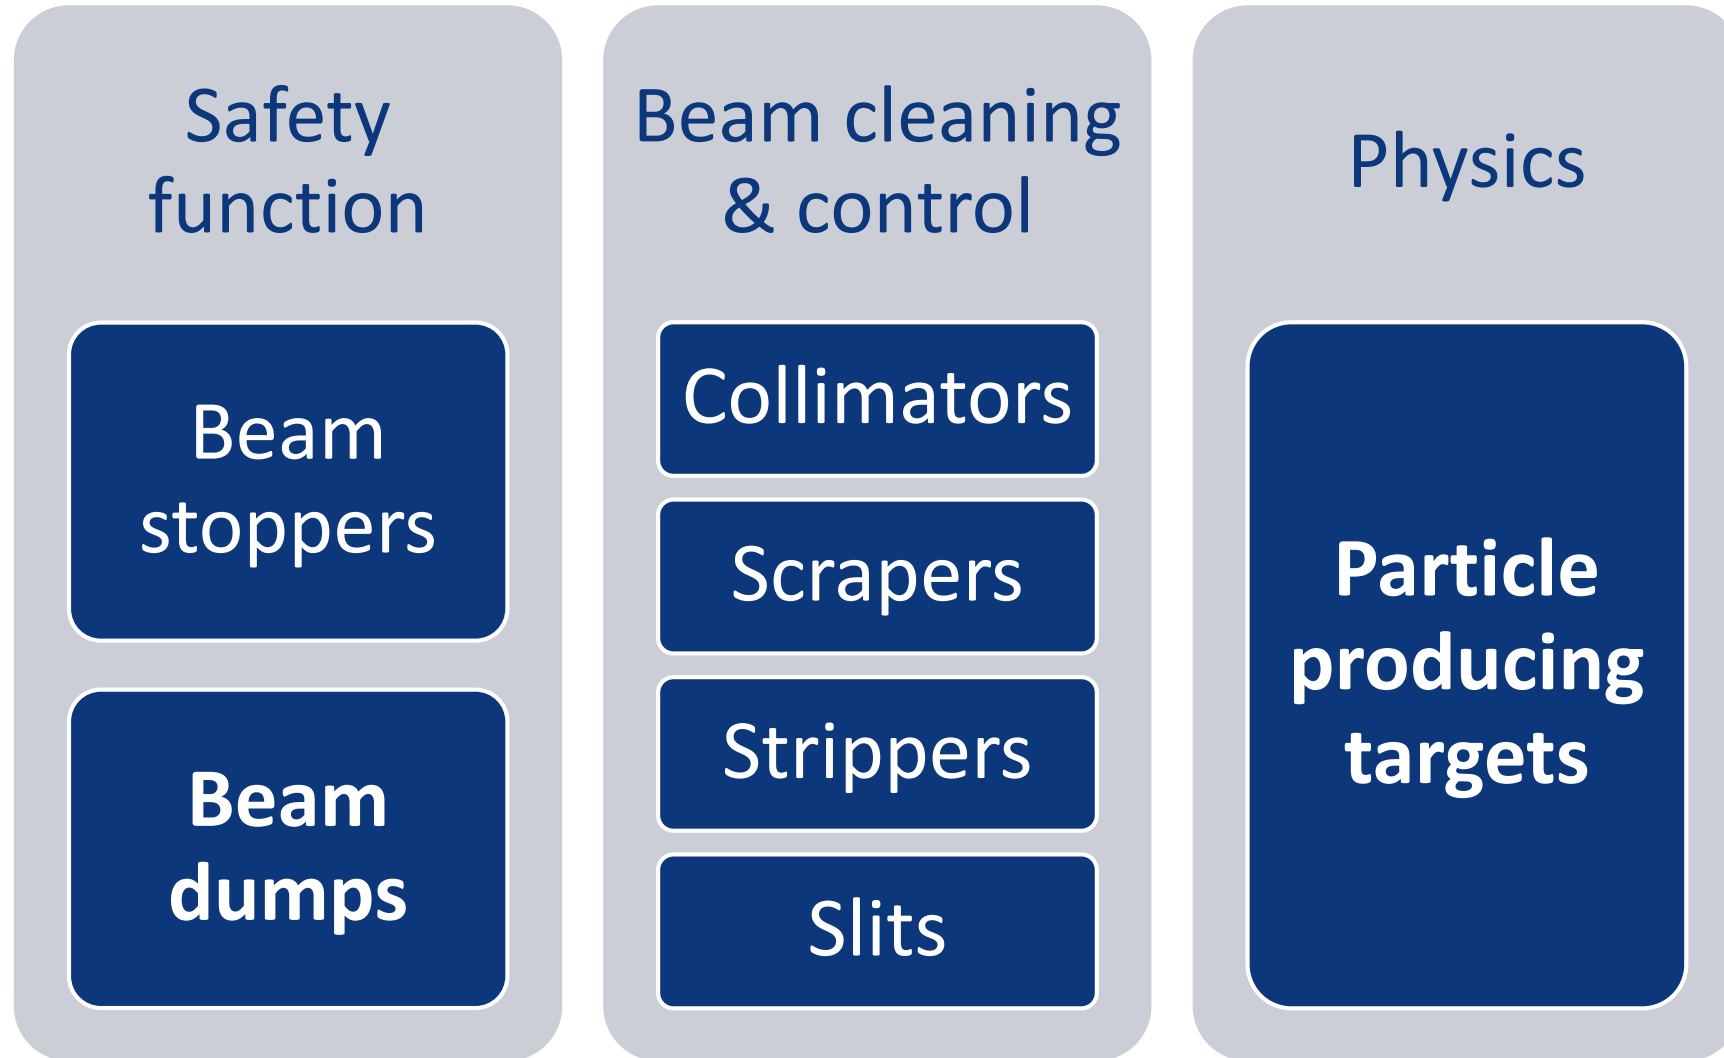 Safety
function
Beam
stoppers
Beam
dumps
Beam cleaning
& control
Collimators
Scrapers
Strippers
Slits
Physics
Particle
producing
targets